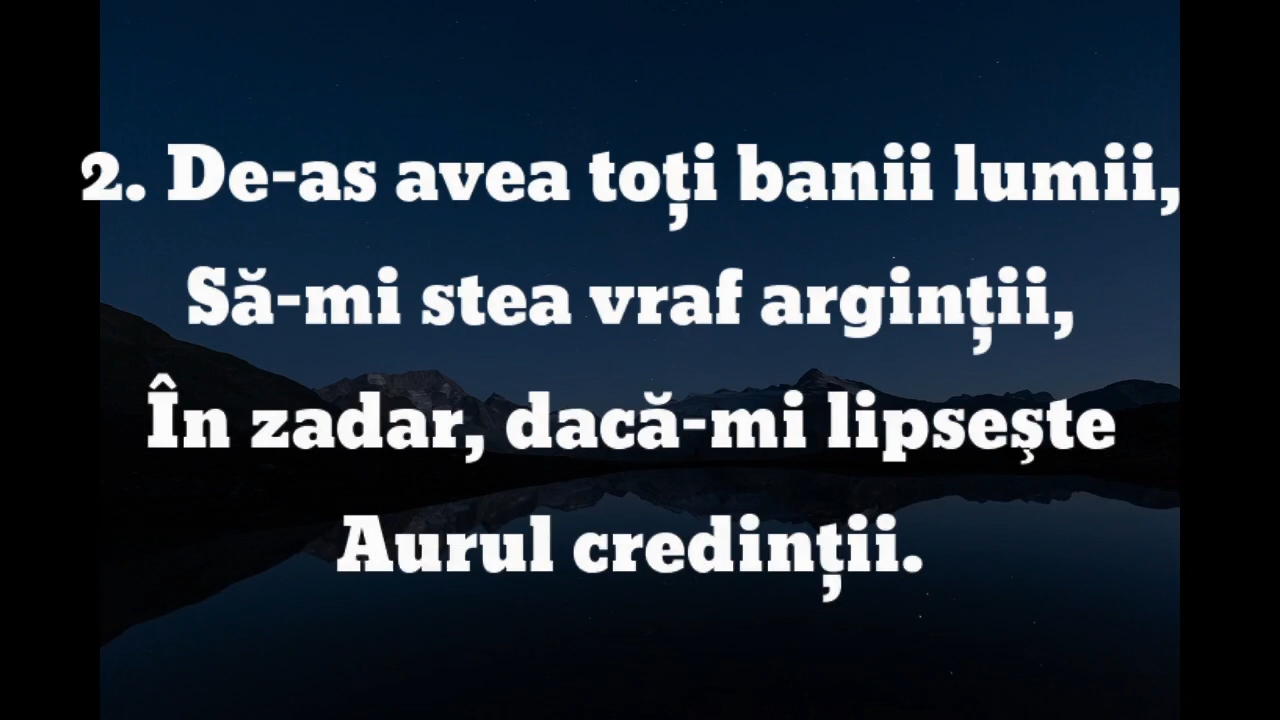 2. De-as avea toți banii lumii,
Să-mi stea vraf arginții,
În zadar, dacă-mi lipsește
Aurul credinții.